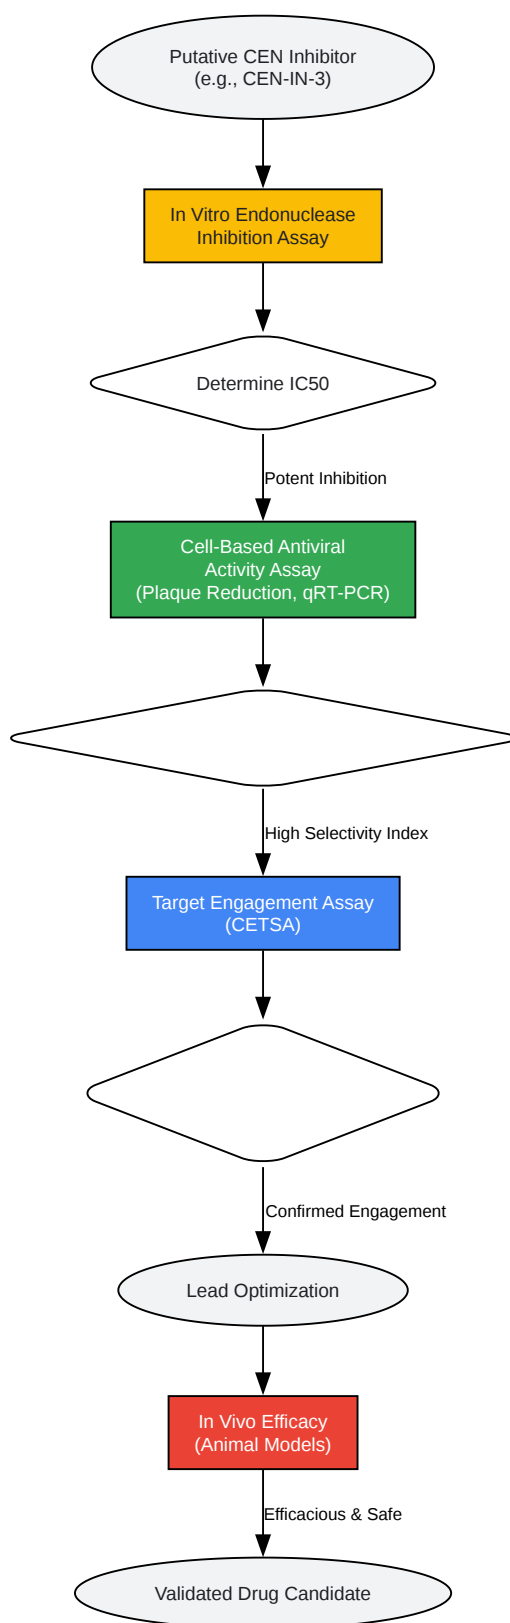 Putative CEN Inhibitor
(e.g., CEN-IN-3)
In Vitro Endonuclease
Inhibition Assay
Determine IC50
Potent Inhibition
Cell-Based Antiviral
Activity Assay
(Plaque Reduction, qRT-PCR)
High Selectivity Index
Target Engagement Assay
(CETSA)
Confirmed Engagement
Lead Optimization
In Vivo Efficacy
(Animal Models)
Efficacious & Safe
Validated Drug Candidate